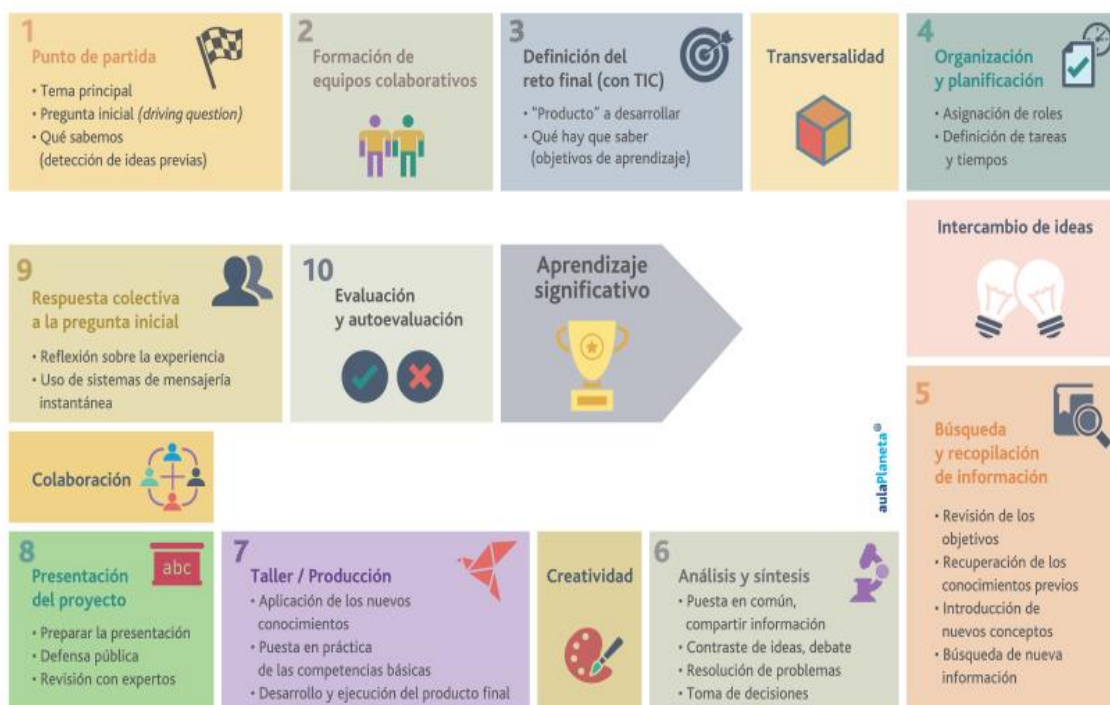 1
Punto de partida
• Tema principal
• Pregunta inicial (driving question)
• Qué sabemos
(detección de ideas previas)
2
Formación de
equipos colaborativos
3
Definición del
reto final (con TIC)
• "Producto" a desarrollar
• Qué hay que saber
(objetivos de aprendizaje)
Transversalidad
4
Organización
y planificación
• Asignación de roles
• Definición de tareas
y tiempos
Intercambio de ideas
5
Búsqueda
y recopilación
de información
• Revisión de los
objetivos
• Recuperación de los
conocimientos previos
• Introducción de
nuevos conceptos
• Búsqueda de nueva
información
6
Análisis y síntesis
• Puesta en común,
compartir información
• Contraste de ideas, debate
• Resolución de problemas
• Toma de decisiones
Creatividad
7
Taller / Producción
• Aplicación de los nuevos
conocimientos
• Puesta en práctica
de las competencias básicas
• Desarrollo y ejecución del producto final
8
Presentación
del proyecto
abc
• Preparar la presentación
• Defensa pública
• Revisión con expertos
Colaboración
9
Respuesta colectiva
a la pregunta inicial
• Reflexión sobre la experiencia
• Uso de sistemas de mensajería
instantánea
10
Evaluación
y autoevaluación
Aprendizaje
significativo
aulaPlaneta®